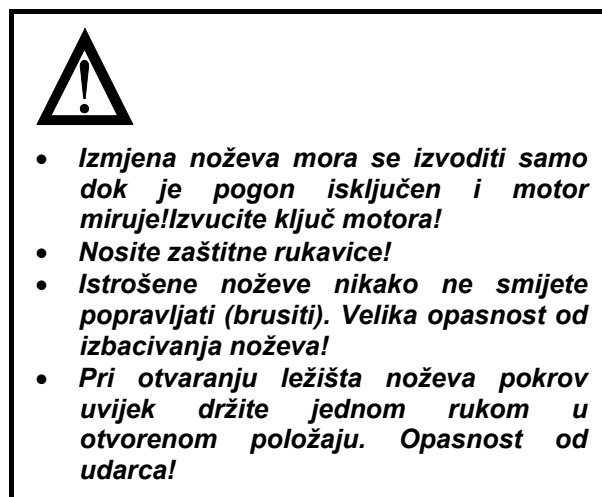 • Izmjena noževa mora se izvoditi samo
dok je pogon isključen i motor
miruje!Izvucite ključ motora!
• Nosite zaštitne rukavice!
• Istrošene noževe nikako ne smijete
popravljati (brusiti). Velika opasnost od
izbacivanja noževa!
• Pri otvaranju ležišta noževa pokrov
uvijek držite jednom rukom u
otvorenom položaju. Opasnost od
udarca!